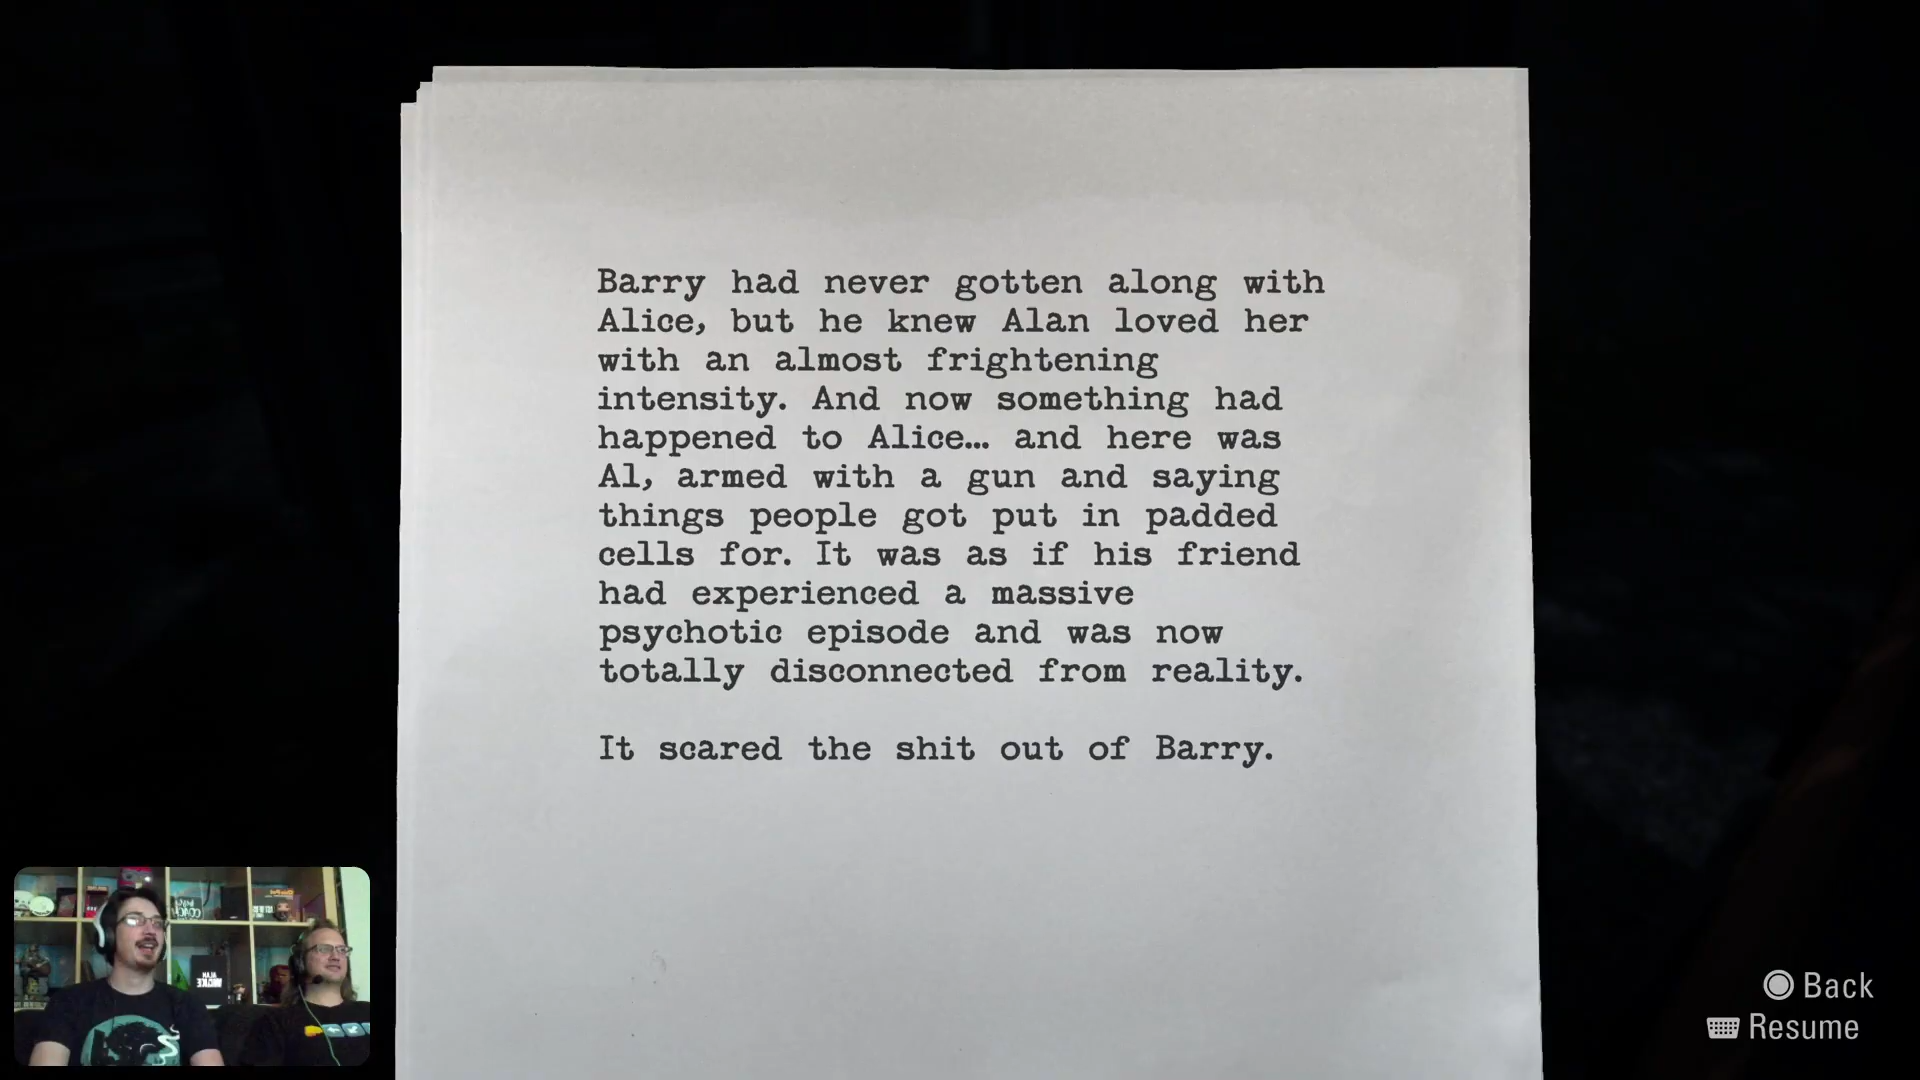 Barry had never gotten along with
Alice, but he knew Alan loved her
with an almost frightening
intensity. And now something had
happened to Alice… and here was
Al, armed with a gun and saying
things people got put in padded
cells for. It was as if his friend
had experienced a massive
psychotic episode and was now
totally disconnected from reality.
It scared the shit out of Barry.
Back
Resume